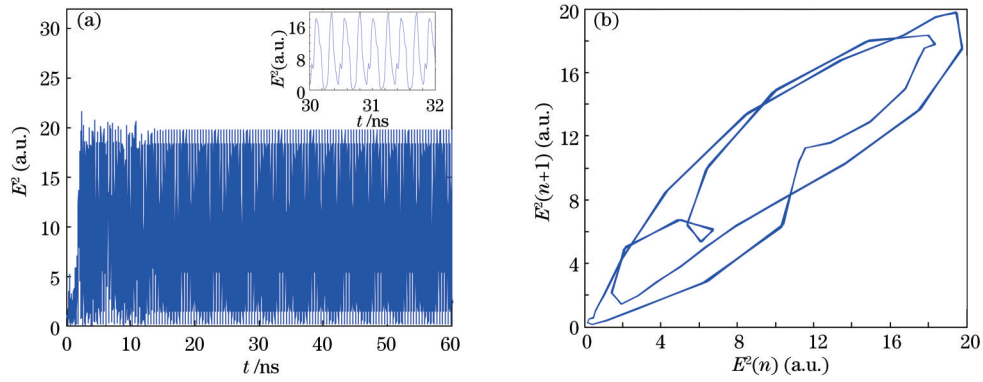 (a)
E² (a.u.)
32
30
25
20
15
10
5
0
0 10 20 30 40 50 60
t /ns
E²(a.u.)
16
8
0
30 31 32
t /ns
(b)
E²(n+1) (a.u.)
20
16
12
8
4
0
0 4 8 12 16 20
E²(n) (a.u.)